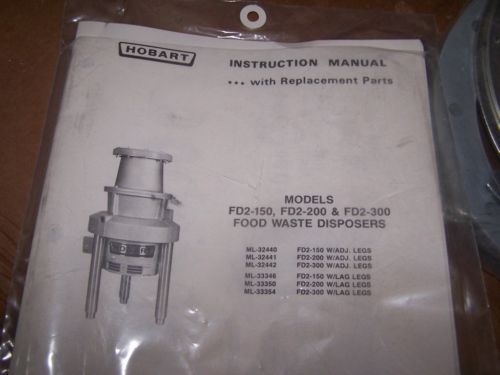 HOBART
INSTRUCTION MANUAL
... with Replacement Parts
MODELS
FD2-150, FD2-200 & FD2-300
FOOD WASTE DISPOSERS
ML-32440 FD2-150 W/ADJ. LEGS
ML-32441 FD2-200 W/ADJ. LEGS
ML-32442 FD2-300 W/ADJ. LEGS
ML-33346 FD2-150 W/LAG LEGS
ML-33350 FD2-200 W/LAG LEGS
ML-33354 FD2-300 W/LAG LEGS